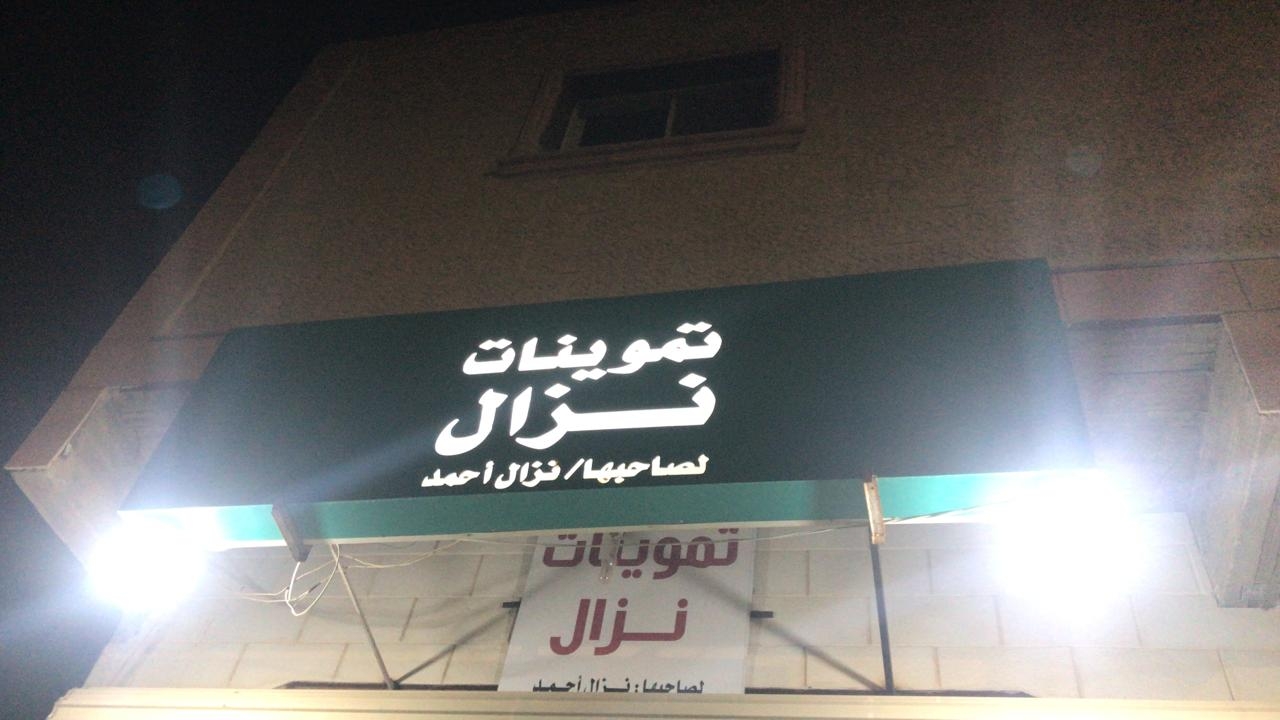 تموينات
نزال
لصاحبها/نزال أحمد
تموينات
نزال
لصاحبها: نزال أحمد